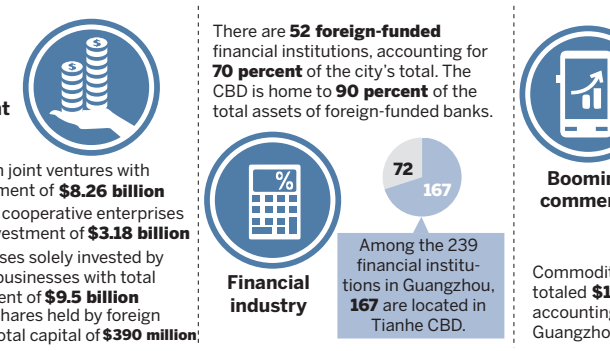 nt
joint ventures with
ment of $8.26 billion
cooperative enterprises
vestment of $3.18 billion
ses solely invested by
businesses with total
ent of $9.5 billion
hares held by foreign
otal capital of $390 million
There are 52 foreign-funded
financial institutions, accounting for
70 percent of the city's total. The
CBD is home to 90 percent of the
total assets of foreign-funded banks.
%
Financial
industry
72
167
Among the 239
financial institu-
tions in Guangzhou,
167 are located in
Tianhe CBD.
Boomin
commer
Commodit
totaled $1
accounting
Guangzho